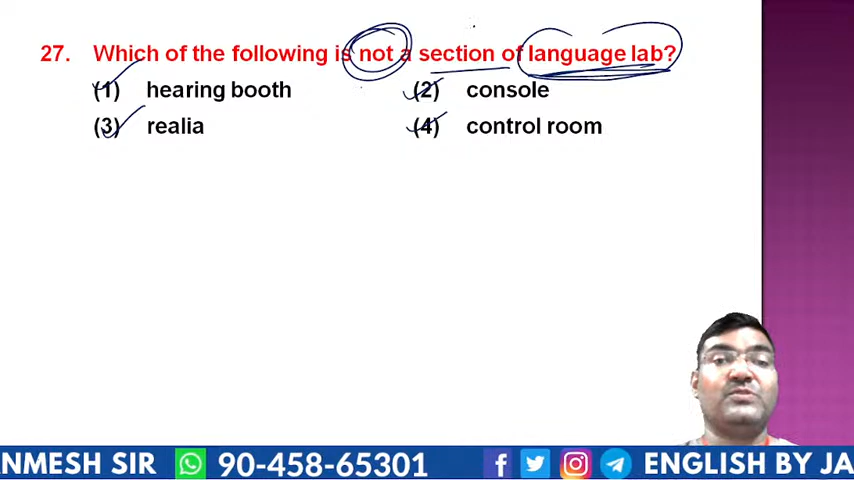 27. Which of the following is not a section of language lab?
(1) hearing booth (2) console
(3) realia (4) control room
ANMESH SIR 90-458-65301 ENGLISH BY JA